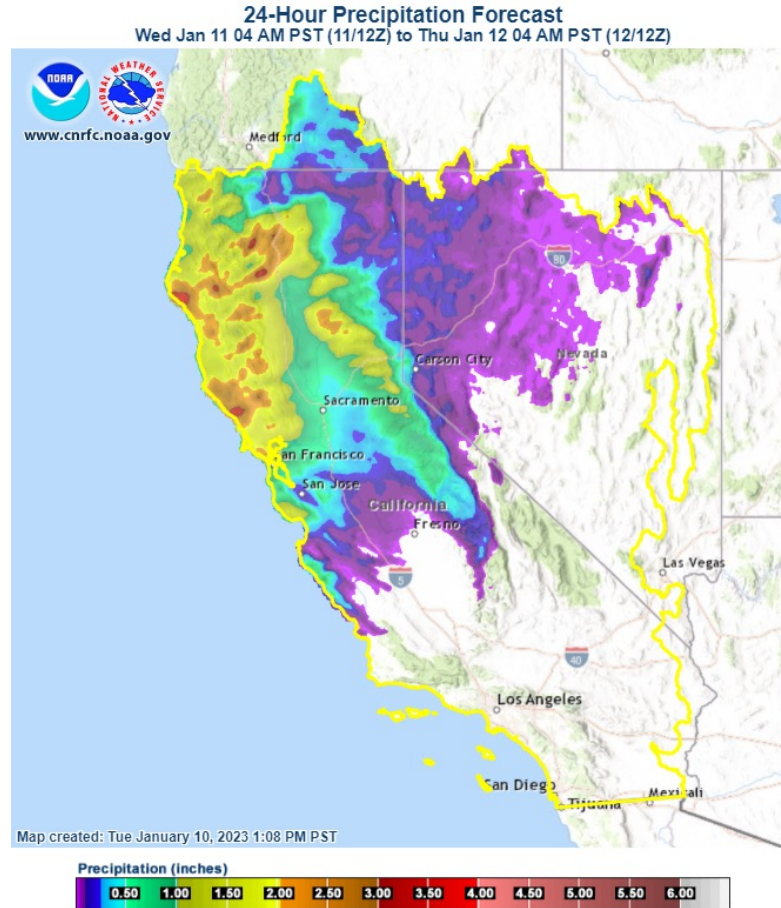 24-Hour Precipitation Forecast
Wed Jan 11 04 AM PST (11/12Z) to Thu Jan 12 04 AM PST (12/12Z)
NOAA
NATIONAL WEATHER SERVICE
www.cnrfc.noaa.gov
Medford
80
Nevada
Carson City
Sacramento
an Francisco
San Jose
California
Fresno
5
Las Vegas
40
Los Angeles
San Diego
Tijuana
Mexicali
Map created: Tue January 10, 2023 1:08 PM PST
Precipitation (inches)
0.50 1.00 1.50 2.00 2.50 3.00 3.50 4.00 4.50 5.00 5.50 6.00